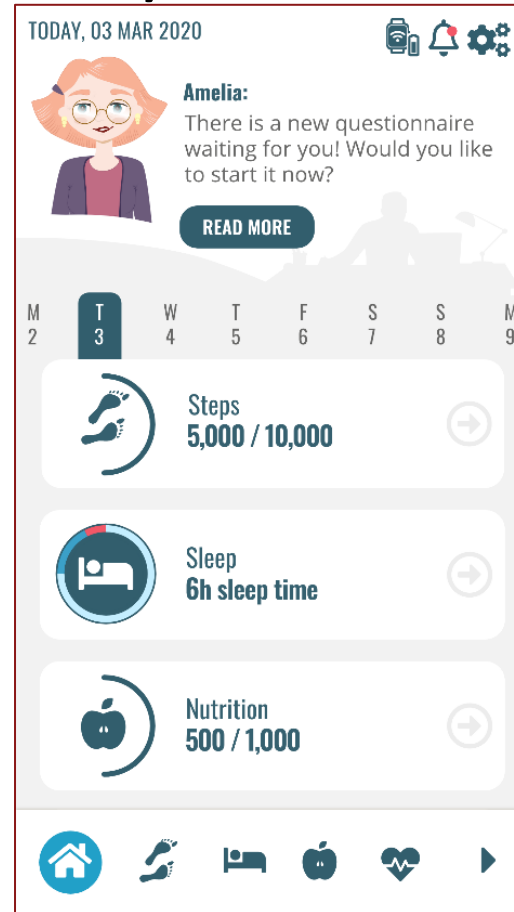 TODAY, 03 MAR 2020
Amelia:
There is a new questionnaire
waiting for you! Would you like
to start it now?
READ MORE
M T W T F S S M
2 3 4 5 6 7 8 9
Steps
5,000 / 10,000
Sleep
6h sleep time
Nutrition
500 / 1,000